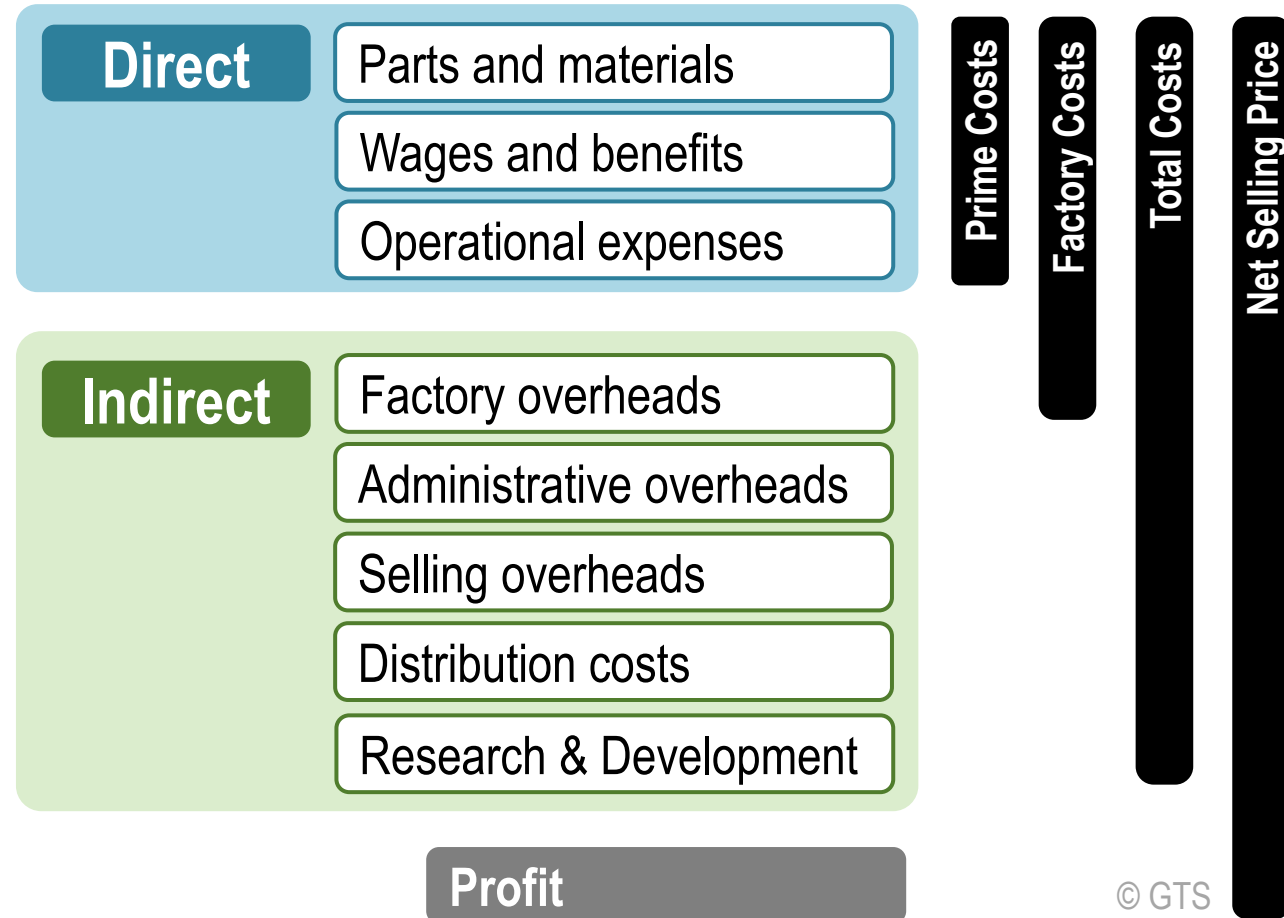 Direct
Parts and materials
Wages and benefits
Operational expenses
Indirect
Factory overheads
Administrative overheads
Selling overheads
Distribution costs
Research & Development
Profit
Prime Costs
Factory Costs
Total Costs
Net Selling Price
© GTS